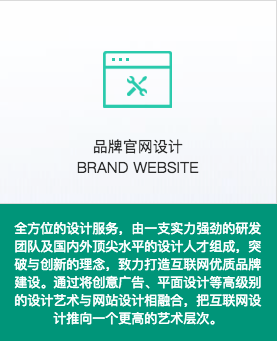 品牌官网设计
BRAND WEBSITE
全方位的设计服务，由一支实力强劲的研发
团队及国内外顶尖水平的设计人才组成，突
破与创新的理念，致力打造互联网优质品牌
建设。通过将创意广告、平面设计等高级别
的设计艺术与网站设计相融合，把互联网设
计推向一个更高的艺术层次。